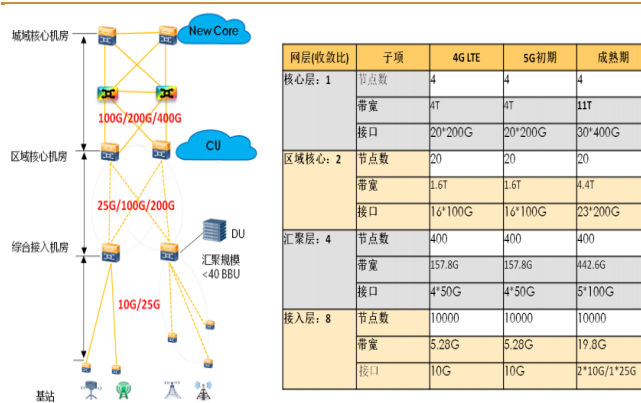 城域核心机房
New Core
100G/200G/400G
区域核心机房
CU
25G/100G/200G
综合接入机房
DU
汇聚规模
<40 BBU
10G/25G
基站
网层(收敛比) 子项 4G LTE 5G初期 成熟期
核心层：1 节点数 4 4 4
带宽 4T 4T 11T
接口 20*200G 20*200G 30*400G
区域核心：2 节点数 20 20 20
带宽 1.6T 1.6T 4.4T
接口 16*100G 16*100G 23*200G
汇聚层：4 节点数 400 400 400
带宽 157.8G 157.8G 442.6G
接口 4*50G 4*50G 5*100G
接入层：8 节点数 10000 10000 10000
带宽 5.28G 5.28G 19.8G
接口 10G 10G 2*10G/1*25G